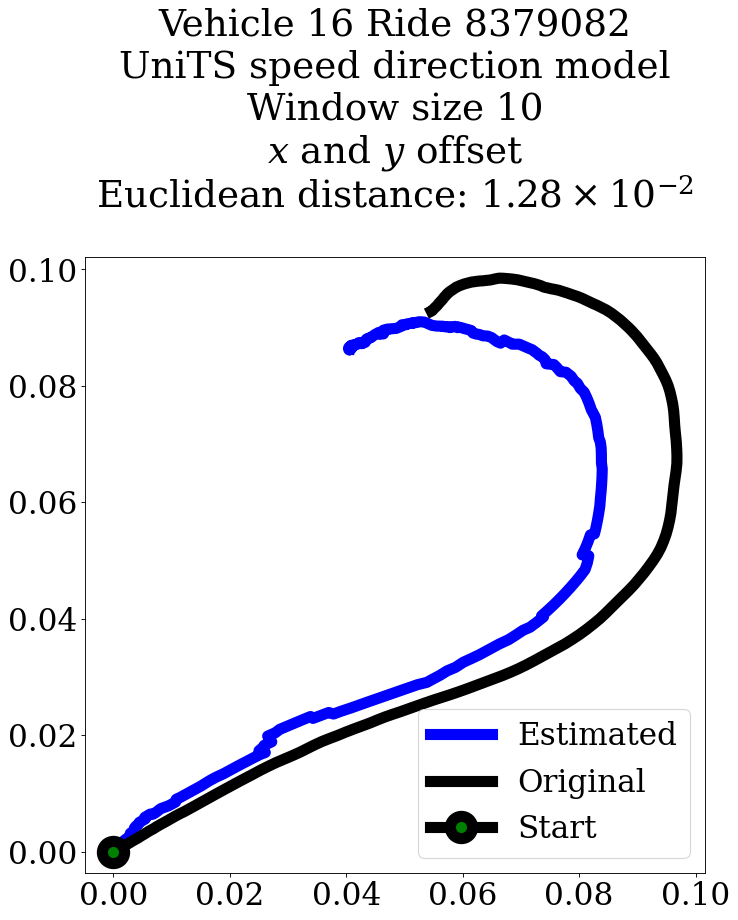 Vehicle 16 Ride 8379082
UniTS speed direction model
Window size 10
x and y offset
Euclidean distance: 1.28 × 10⁻²
0.10
0.08
0.06
0.04
0.02
0.00
Estimated
Original
Start
0.00 0.02 0.04 0.06 0.08 0.10